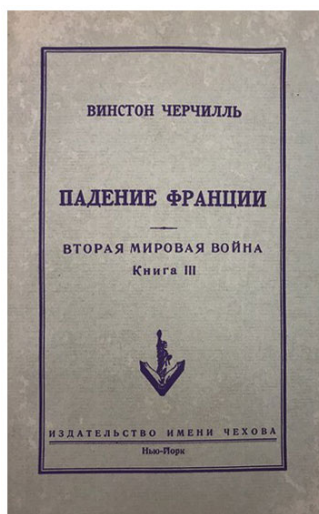 ВИНСТОН ЧЕРЧИЛЛЬ
ПАДЕНИЕ ФРАНЦИИ
ВТОРАЯ МИРОВАЯ ВОЙНА
Книга III
ИЗДАТЕЛЬСТВО ИМЕНИ ЧЕХОВА
Нью-Йорк